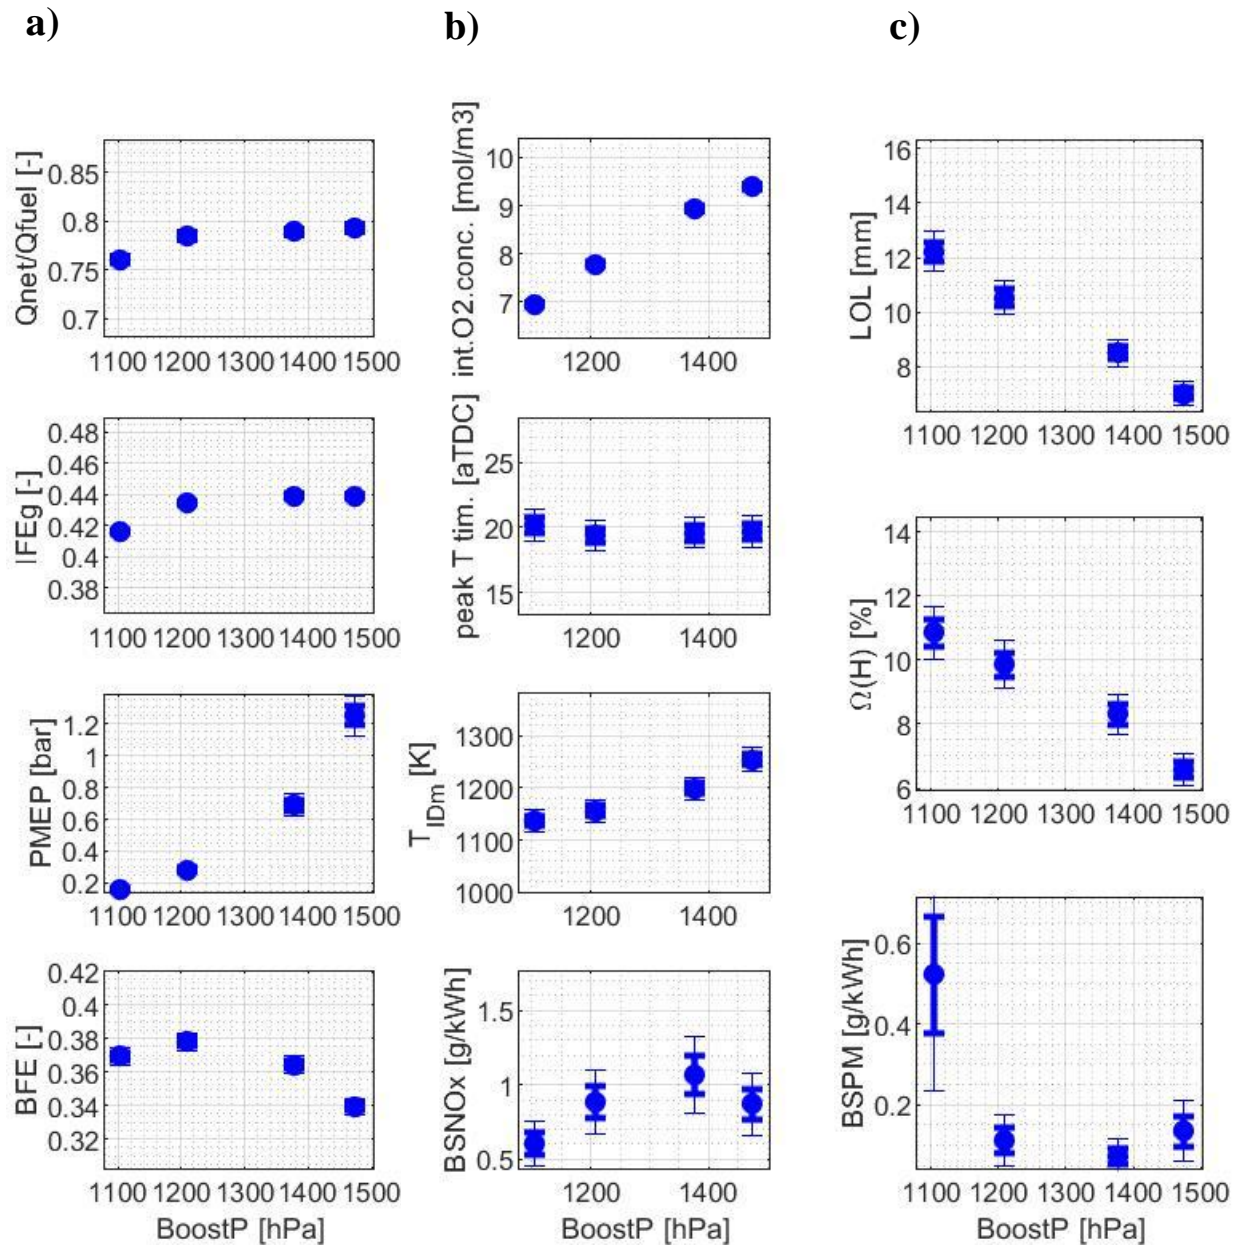 a)
Qnet/Qfuel [-]
0.85
0.8
0.75
0.7
1100 1200 1300 1400 1500
IFEg [-]
0.48
0.46
0.44
0.42
0.4
0.38
1100 1200 1300 1400 1500
PMEP [bar]
1.2
1
0.8
0.6
0.4
0.2
1100 1200 1300 1400 1500
BFE [-]
0.42
0.4
0.38
0.36
0.34
0.32
1100 1200 1300 1400 1500
BoostP [hPa]
b)
int.O2.conc. [mol/m3]
10
9
8
7
1200 1400
peak T tim. [aTDC]
25
20
15
1200 1400
T_IDm [K]
1300
1200
1100
1000
1200 1400
BSNOx [g/kWh]
1.5
1
0.5
1200 1400
BoostP [hPa]
c)
LOL [mm]
16
14
12
10
8
1100 1200 1300 1400 1500
Ω(H) [%]
14
12
10
8
6
1100 1200 1300 1400 1500
BSPM [g/kWh]
0.6
0.4
0.2
1100 1200 1300 1400 1500
BoostP [hPa]